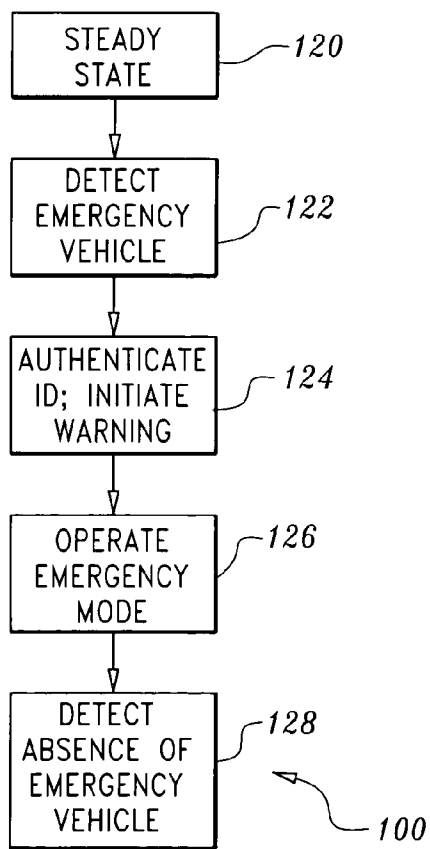 STEADY
STATE
120
DETECT
EMERGENCY
VEHICLE
122
AUTHENTICATE
ID; INITIATE
WARNING
124
OPERATE
EMERGENCY
MODE
126
DETECT
ABSENCE OF
EMERGENCY
VEHICLE
128
100